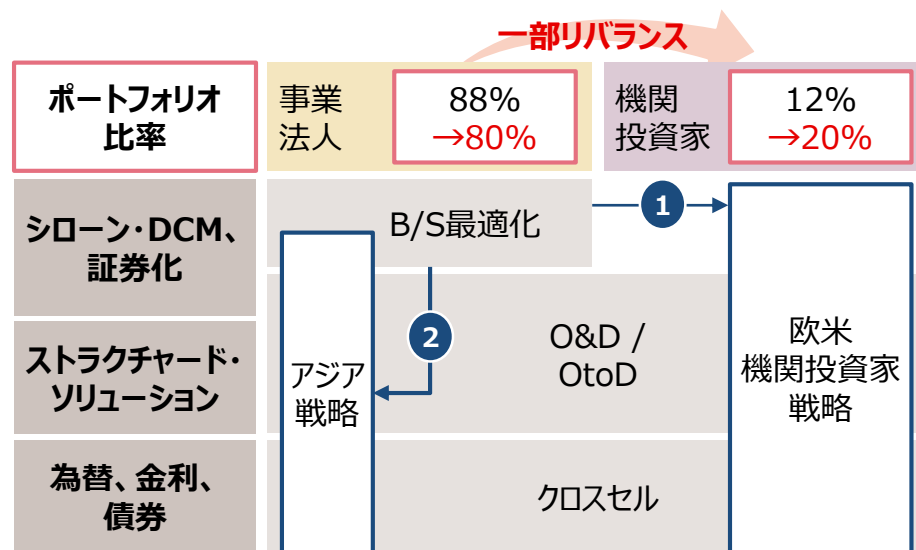 一部リバランス
ポートフォリオ
比率
事業
法人
88%
→80%
機関
投資家
12%
→20%
シローン・DCM、
証券化
B/S最適化
1
2
ストラクチャード・
ソリューション
アジア
戦略
O&D /
OtoD
欧米
機関投資家
戦略
為替、金利、
債券
クロスセル